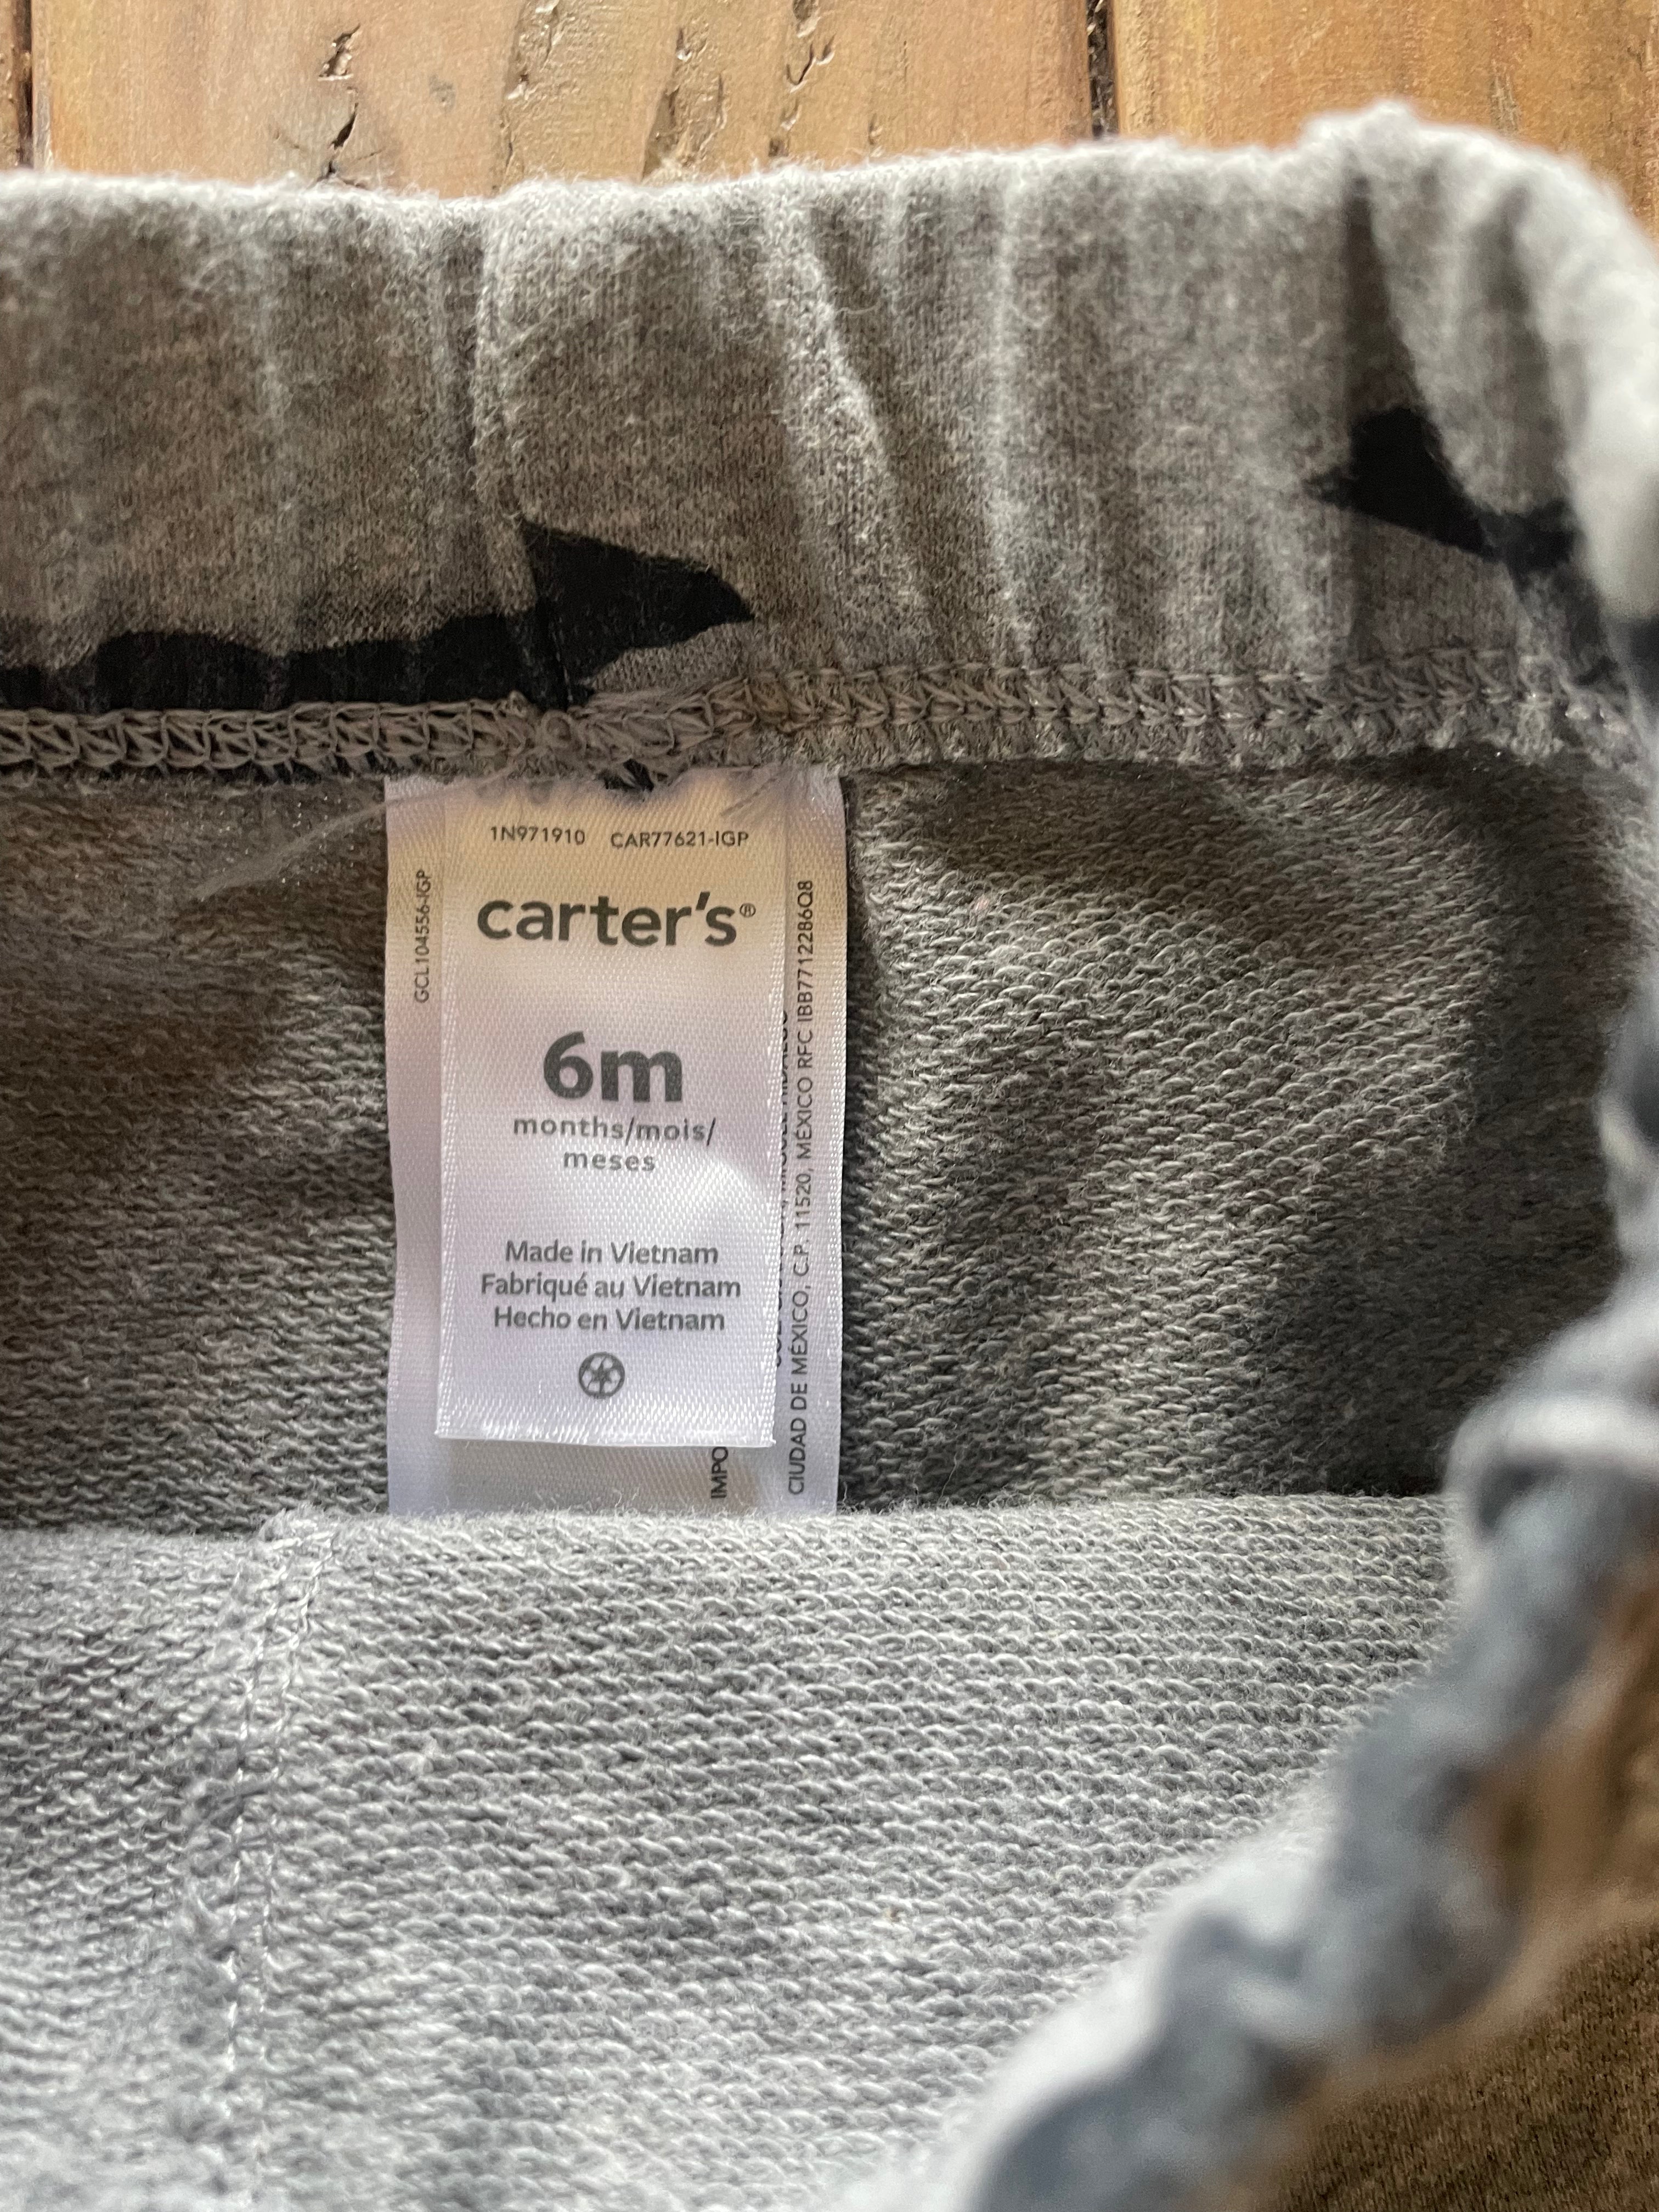 1N971910 CAR77621-IGP
carter's®
6m
months/mois/
meses
Made in Vietnam
Fabriqué au Vietnam
Hecho en Vietnam
GCL104556-IGP
CIUDAD DE MÉXICO, C.P. 11520, MÉXICO RFC IBB7712286Q8